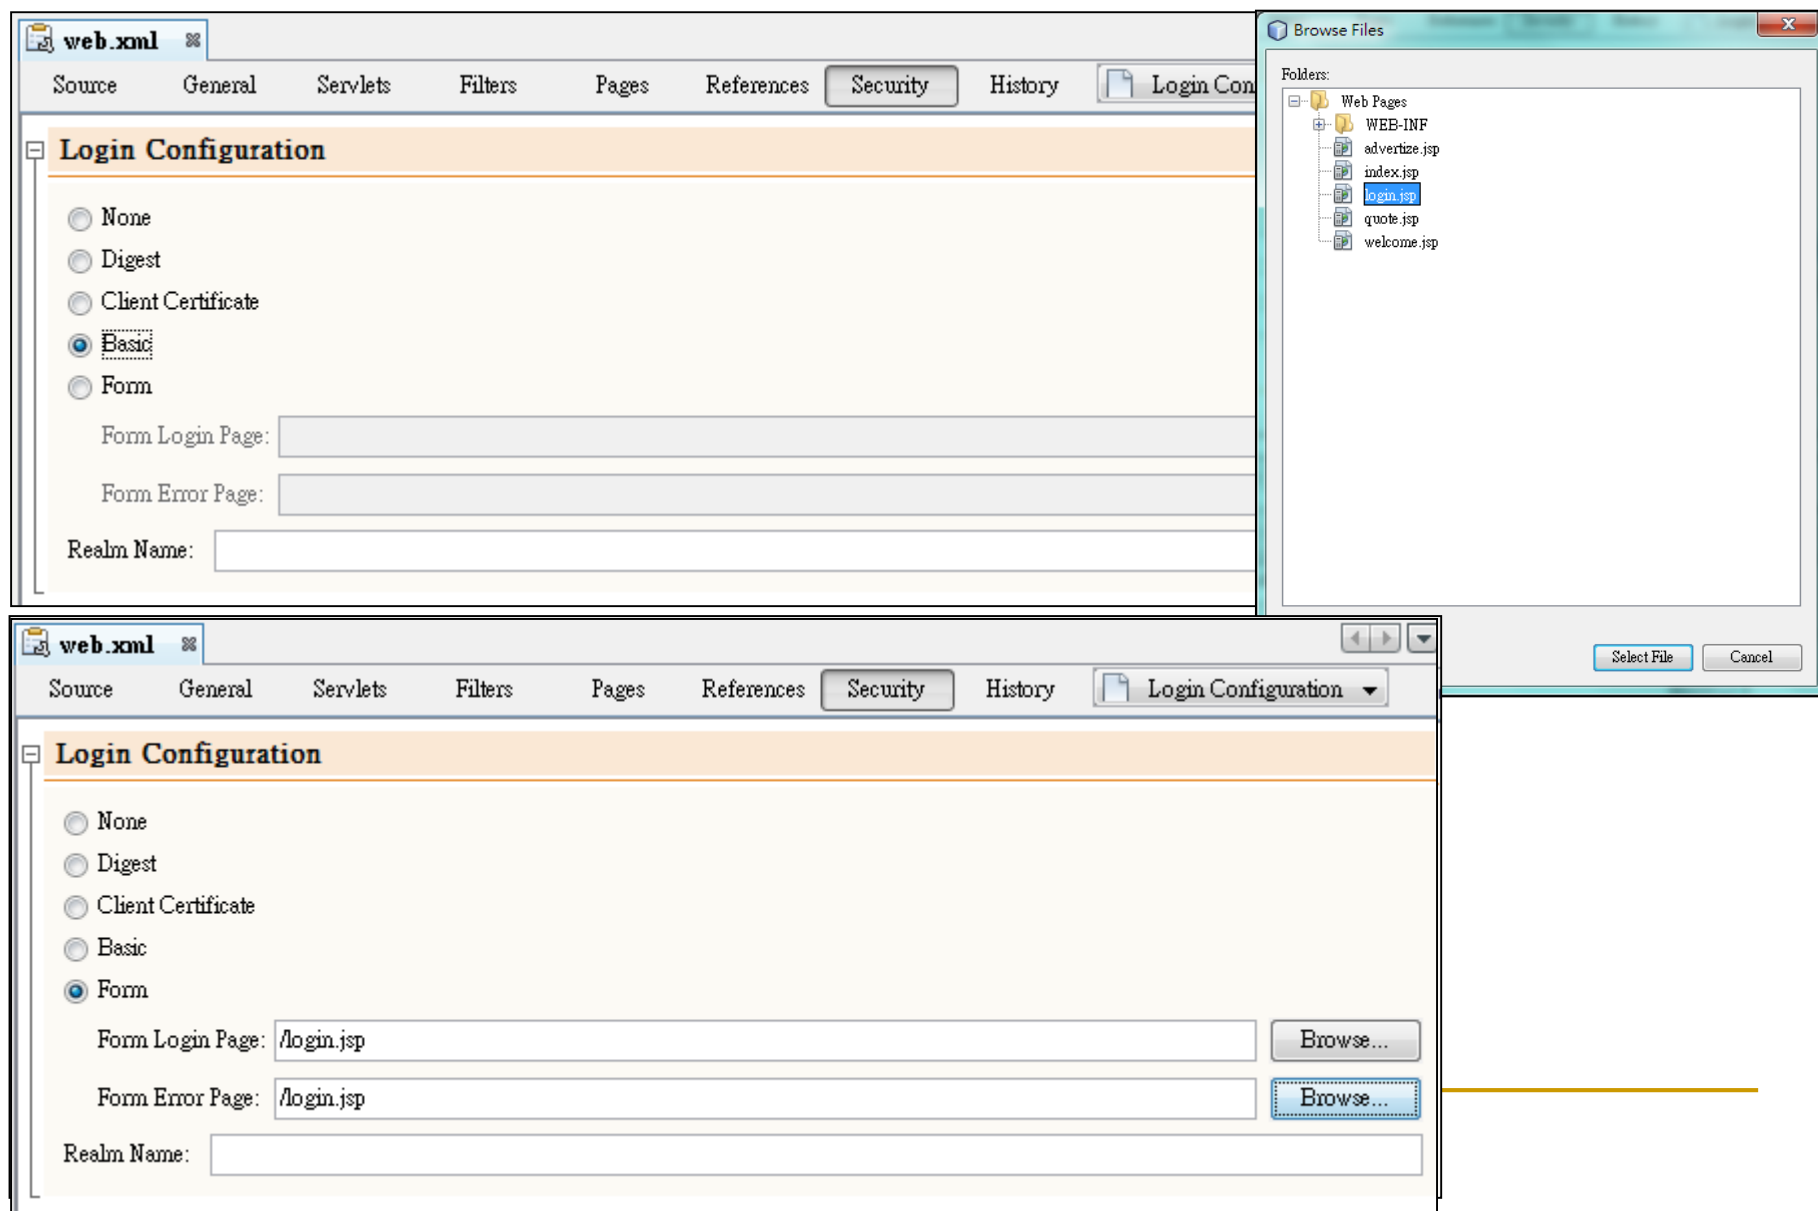 web.xml
Source General Servlets Filters Pages References Security History Login Con
Login Configuration
None
Digest
Client Certificate
Basic
Form
Form Login Page:
Form Error Page:
Realm Name:
Browse Files
Folders:
Web Pages
WEB-INF
advertize.jsp
index.jsp
login.jsp
quote.jsp
welcome.jsp
Select File Cancel
web.xml
Source General Servlets Filters Pages References Security History Login Configuration
Login Configuration
None
Digest
Client Certificate
Basic
Form
Form Login Page: /login.jsp Browse...
Form Error Page: /login.jsp Browse...
Realm Name: